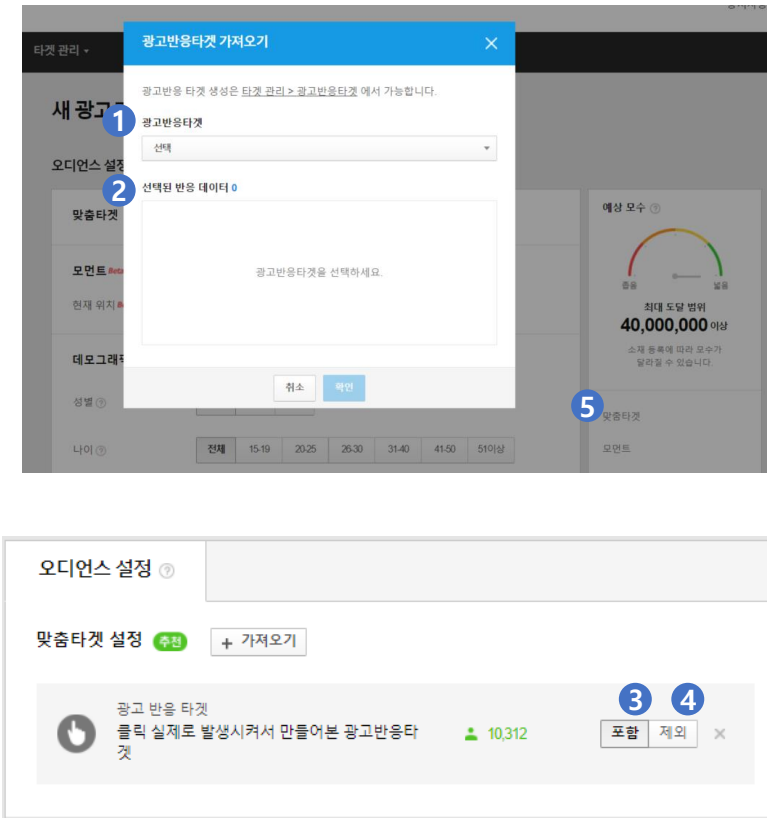 타겟 관리
광고반응타겟 가져오기
광고반응 타겟 생성은 타겟 관리 > 광고반응타겟 에서 가능합니다.
새 광고
1
광고반응타겟
선택
오디언스 설정
2
선택된 반응 데이터 0
맞춤타겟
예상 모수 ?
모먼트 Beta
광고반응타겟을 선택하세요.
현재 위치
좁음 넓음
최대 도달 범위
40,000,000 이상
소재 등록에 따라 모수가
달라질 수 있습니다.
데모그래픽
취소 확인
성별 ?
5
맞춤타겟
나이 ? 전체 15-19 20-25 26-30 31-40 41-50 51이상
모먼트
오디언스 설정 ?
맞춤타겟 설정 추천 + 가져오기
3 4
광고 반응 타겟
클릭 실제로 발생시켜서 만들어본 광고반응타
겟
10,312
포함 제외